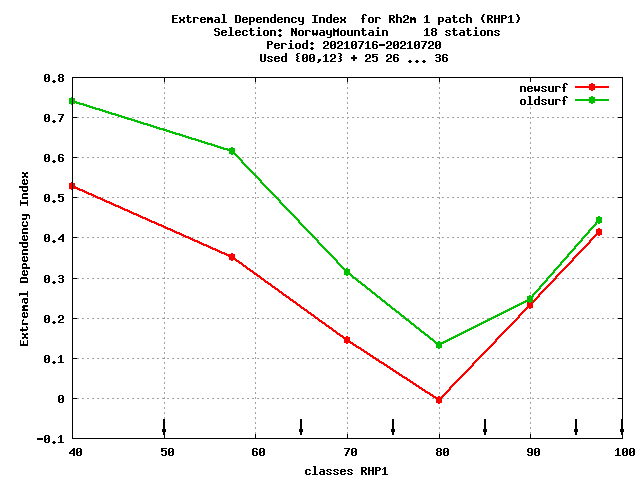 Extremal Dependency Index  for Rh2m 1 patch (RHP1)
Selection: NorwayMountain     18 stations
Period: 20210716-20210720
Used {00,12} + 25 26 ... 36
newsurf
oldsurf
0.8
0.7
0.6
0.5
0.4
0.3
0.2
0.1
0
-0.1
Extremal Dependency Index
40 50 60 70 80 90 100
classes RHP1